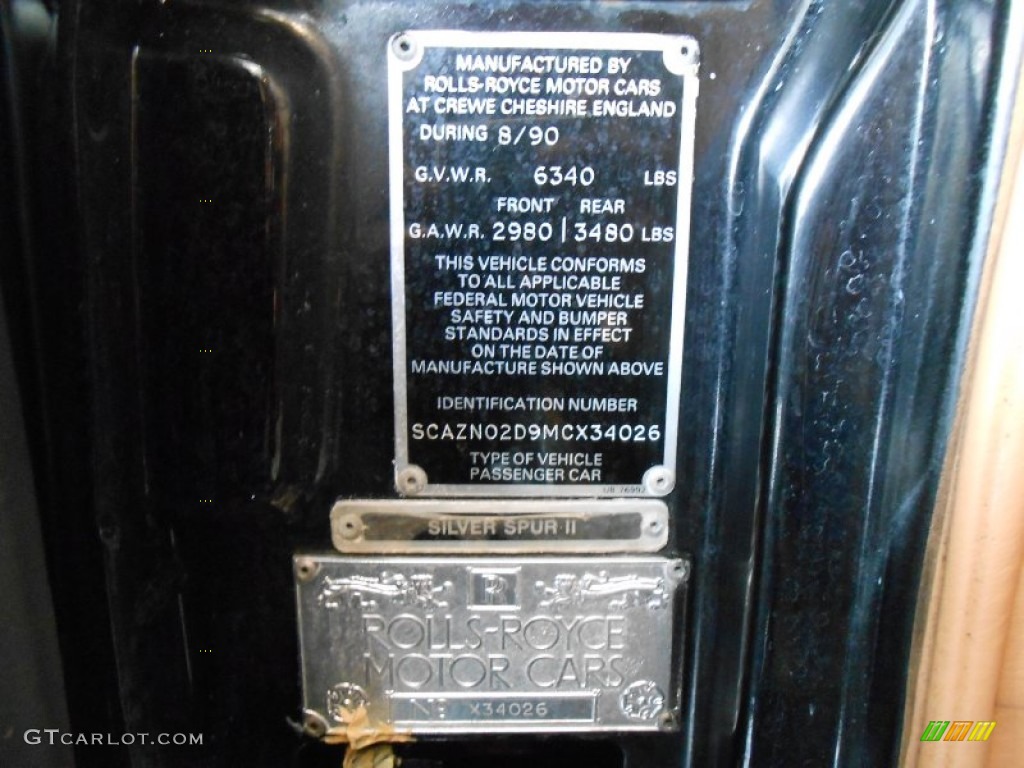 MANUFACTURED BY
ROLLS-ROYCE MOTOR CARS
AT CREWE CHESHIRE ENGLAND
DURING 8/90
G.V.W.R. 6340 LBS
FRONT REAR
G.A.W.R. 2980 | 3480 LBS
THIS VEHICLE CONFORMS
TO ALL APPLICABLE
FEDERAL MOTOR VEHICLE
SAFETY AND BUMPER
STANDARDS IN EFFECT
ON THE DATE OF
MANUFACTURE SHOWN ABOVE
IDENTIFICATION NUMBER
SCAZN02D9MCX34026
TYPE OF VEHICLE
PASSENGER CAR
SILVER SPUR II
R
ROLLS-ROYCE
MOTOR CARS
Nº X34026
GTCARLOT.COM